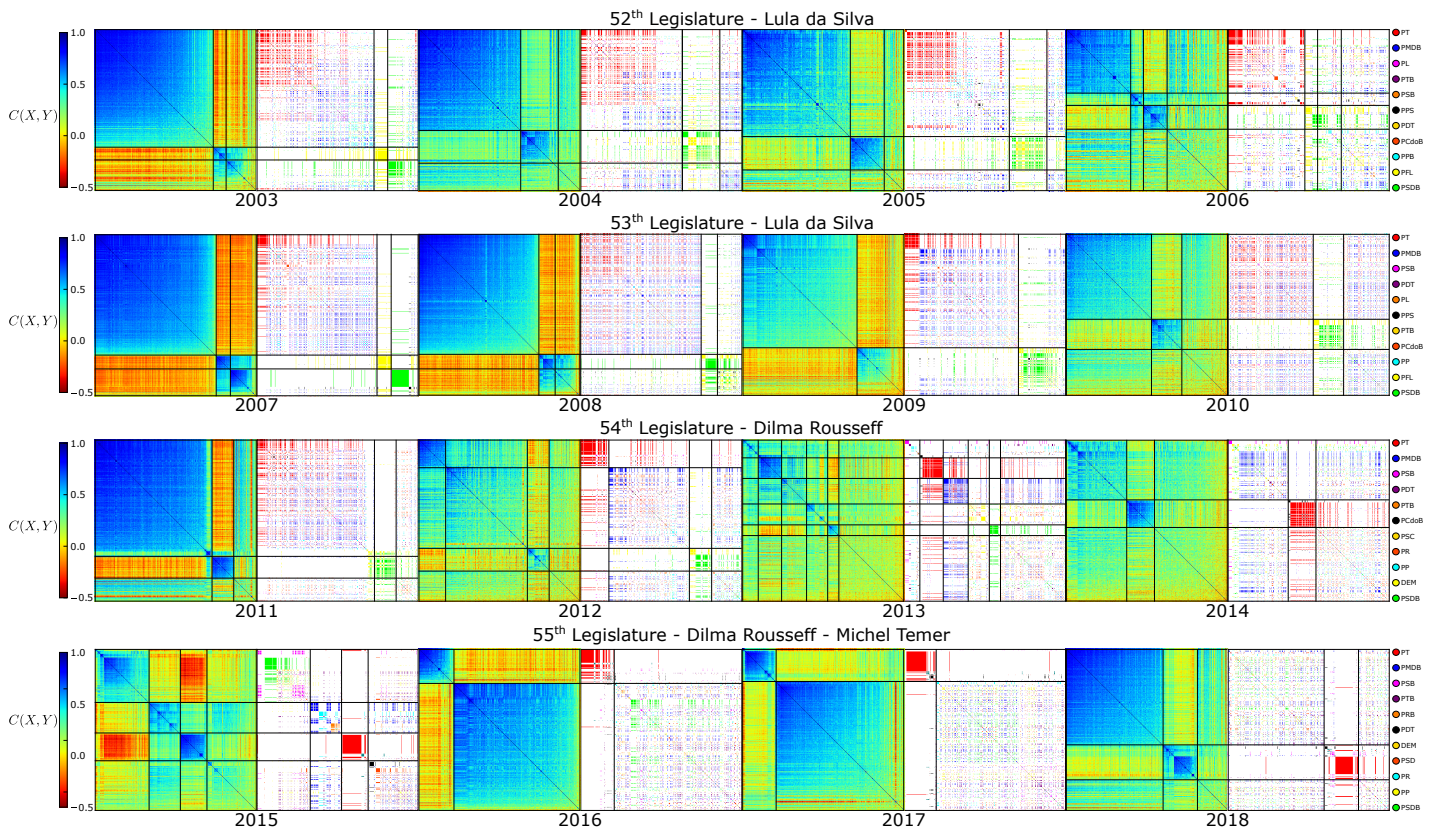 52th Legislature - Lula da Silva
1.0
0.5
0.0
−0.5
C(X,Y)
PT
PMDB
PL
PTB
PSB
PPS
PDT
PCdoB
PPB
PFL
PSDB
2003 2004 2005 2006
53th Legislature - Lula da Silva
1.0
0.5
0.0
−0.5
C(X,Y)
PT
PMDB
PSB
PDT
PL
PPS
PTB
PCdoB
PP
PFL
PSDB
2007 2008 2009 2010
54th Legislature - Dilma Rousseff
1.0
0.5
0.0
−0.5
C(X,Y)
PT
PMDB
PSB
PDT
PTB
PCdoB
PSC
PR
PP
DEM
PSDB
2011 2012 2013 2014
55th Legislature - Dilma Rousseff - Michel Temer
1.0
0.5
0.0
−0.5
C(X,Y)
PT
PMDB
PSB
PTB
PRB
PDT
DEM
PSD
PR
PP
PSDB
2015 2016 2017 2018